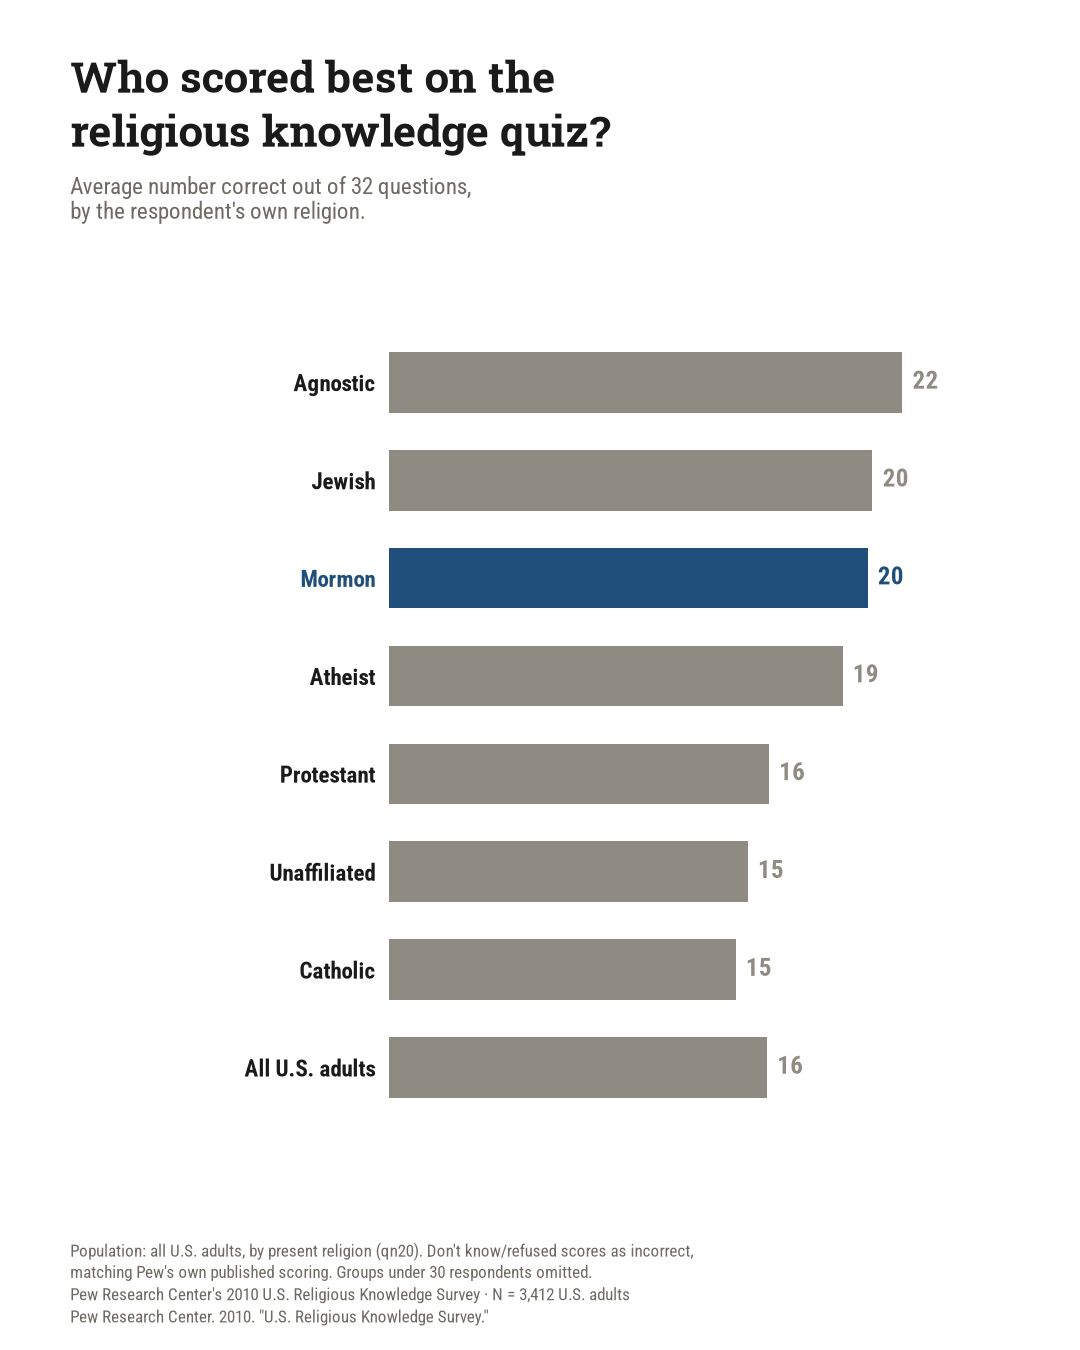 Who scored best on the
religious knowledge quiz?
Average number correct out of 32 questions,
by the respondent's own religion.
Agnostic 22
Jewish 20
Mormon 20
Atheist 19
Protestant 16
Unaffiliated 15
Catholic 15
All U.S. adults 16
Population: all U.S. adults, by present religion (qn20). Don't know/refused scores as incorrect,
matching Pew's own published scoring. Groups under 30 respondents omitted.
Pew Research Center's 2010 U.S. Religious Knowledge Survey · N = 3,412 U.S. adults
Pew Research Center. 2010. "U.S. Religious Knowledge Survey."